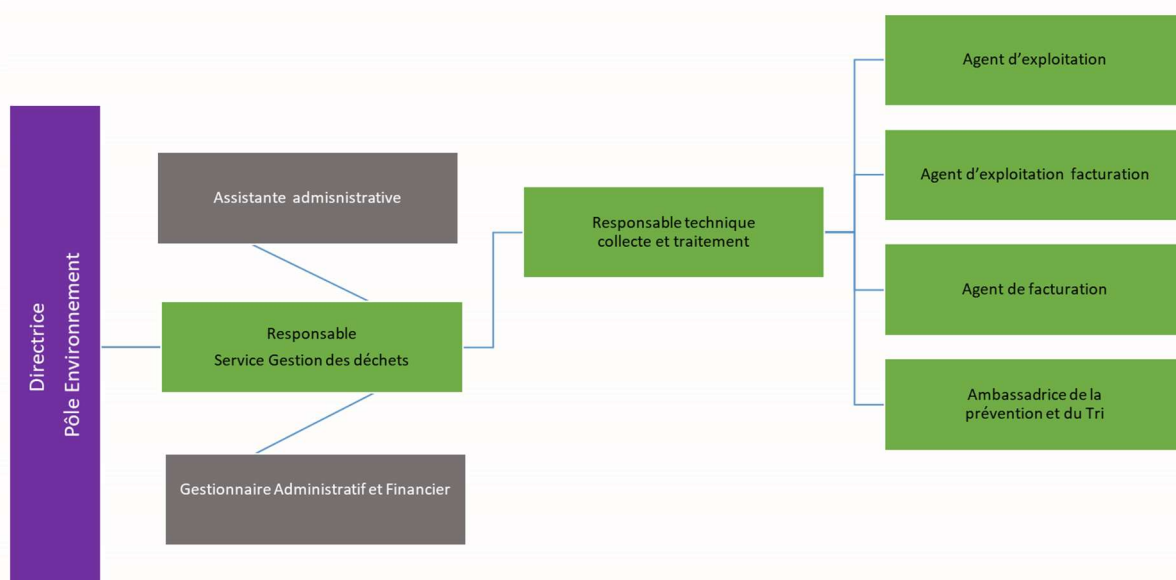 Directrice
Pôle Environnement
Assistante admisnistrative
Responsable
Service Gestion des déchets
Gestionnaire Administratif et Financier
Responsable technique
collecte et traitement
Agent d’exploitation
Agent d’exploitation facturation
Agent de facturation
Ambassadrice de la
prévention et du Tri